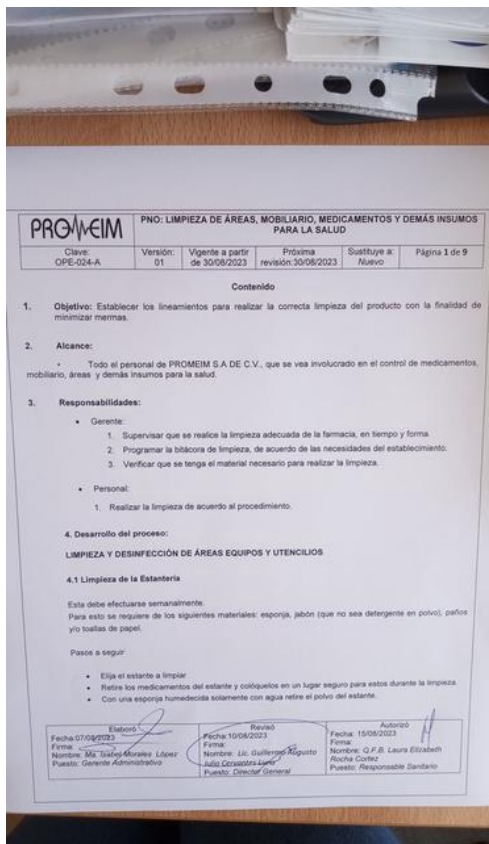 PROMEIM
PNO: LIMPIEZA DE ÁREAS, MOBILIARIO, MEDICAMENTOS Y DEMÁS INSUMOS
PARA LA SALUD
Clave:
OPE-024-A
Versión:
01
Vigente a partir
de 30/08/2023
Próxima
revisión:30/08/2023
Sustituye a:
Nuevo
Página 1 de 9
Contenido
1. Objetivo: Establecer los lineamientos para realizar la correcta limpieza del producto con la finalidad de
minimizar mermas.
2. Alcance:
• Todo el personal de PROMEIM S.A DE C.V., que se vea involucrado en el control de medicamentos,
mobiliario, áreas y demás insumos para la salud.
3. Responsabilidades:
• Gerente:
1. Supervisar que se realice la limpieza adecuada de la farmacia, en tiempo y forma.
2. Programar la bitácora de limpieza, de acuerdo de las necesidades del establecimiento.
3. Verificar que se tenga el material necesario para realizar la limpieza.
• Personal:
1. Realizar la limpieza de acuerdo al procedimiento.
4. Desarrollo del proceso:
LIMPIEZA Y DESINFECCIÓN DE ÁREAS EQUIPOS Y UTENCILIOS
4.1 Limpieza de la Estantería
Esta debe efectuarse semanalmente.
Para esto se requiere de los siguientes materiales: esponja, jabón (que no sea detergente en polvo), paños
y/o toallas de papel.
Pasos a seguir
• Elija el estante a limpiar
• Retire los medicamentos del estante y colóquelos en un lugar seguro para estos durante la limpieza.
• Con una esponja humedecida solamente con agua retire el polvo del estante.
Elaboró
Fecha:07/08/2023
Firma:
Nombre: Ma. Isabel Morales López
Puesto: Gerente Administrativo
Revisó
Fecha:10/08/2023
Firma:
Nombre: Lic. Guillermo Augusto
Julio Cervantes Luna
Puesto: Director General
Autorizó
Fecha: 15/08/2023
Firma:
Nombre: Q.F.B. Laura Elizabeth
Rocha Cortez
Puesto: Responsable Sanitario